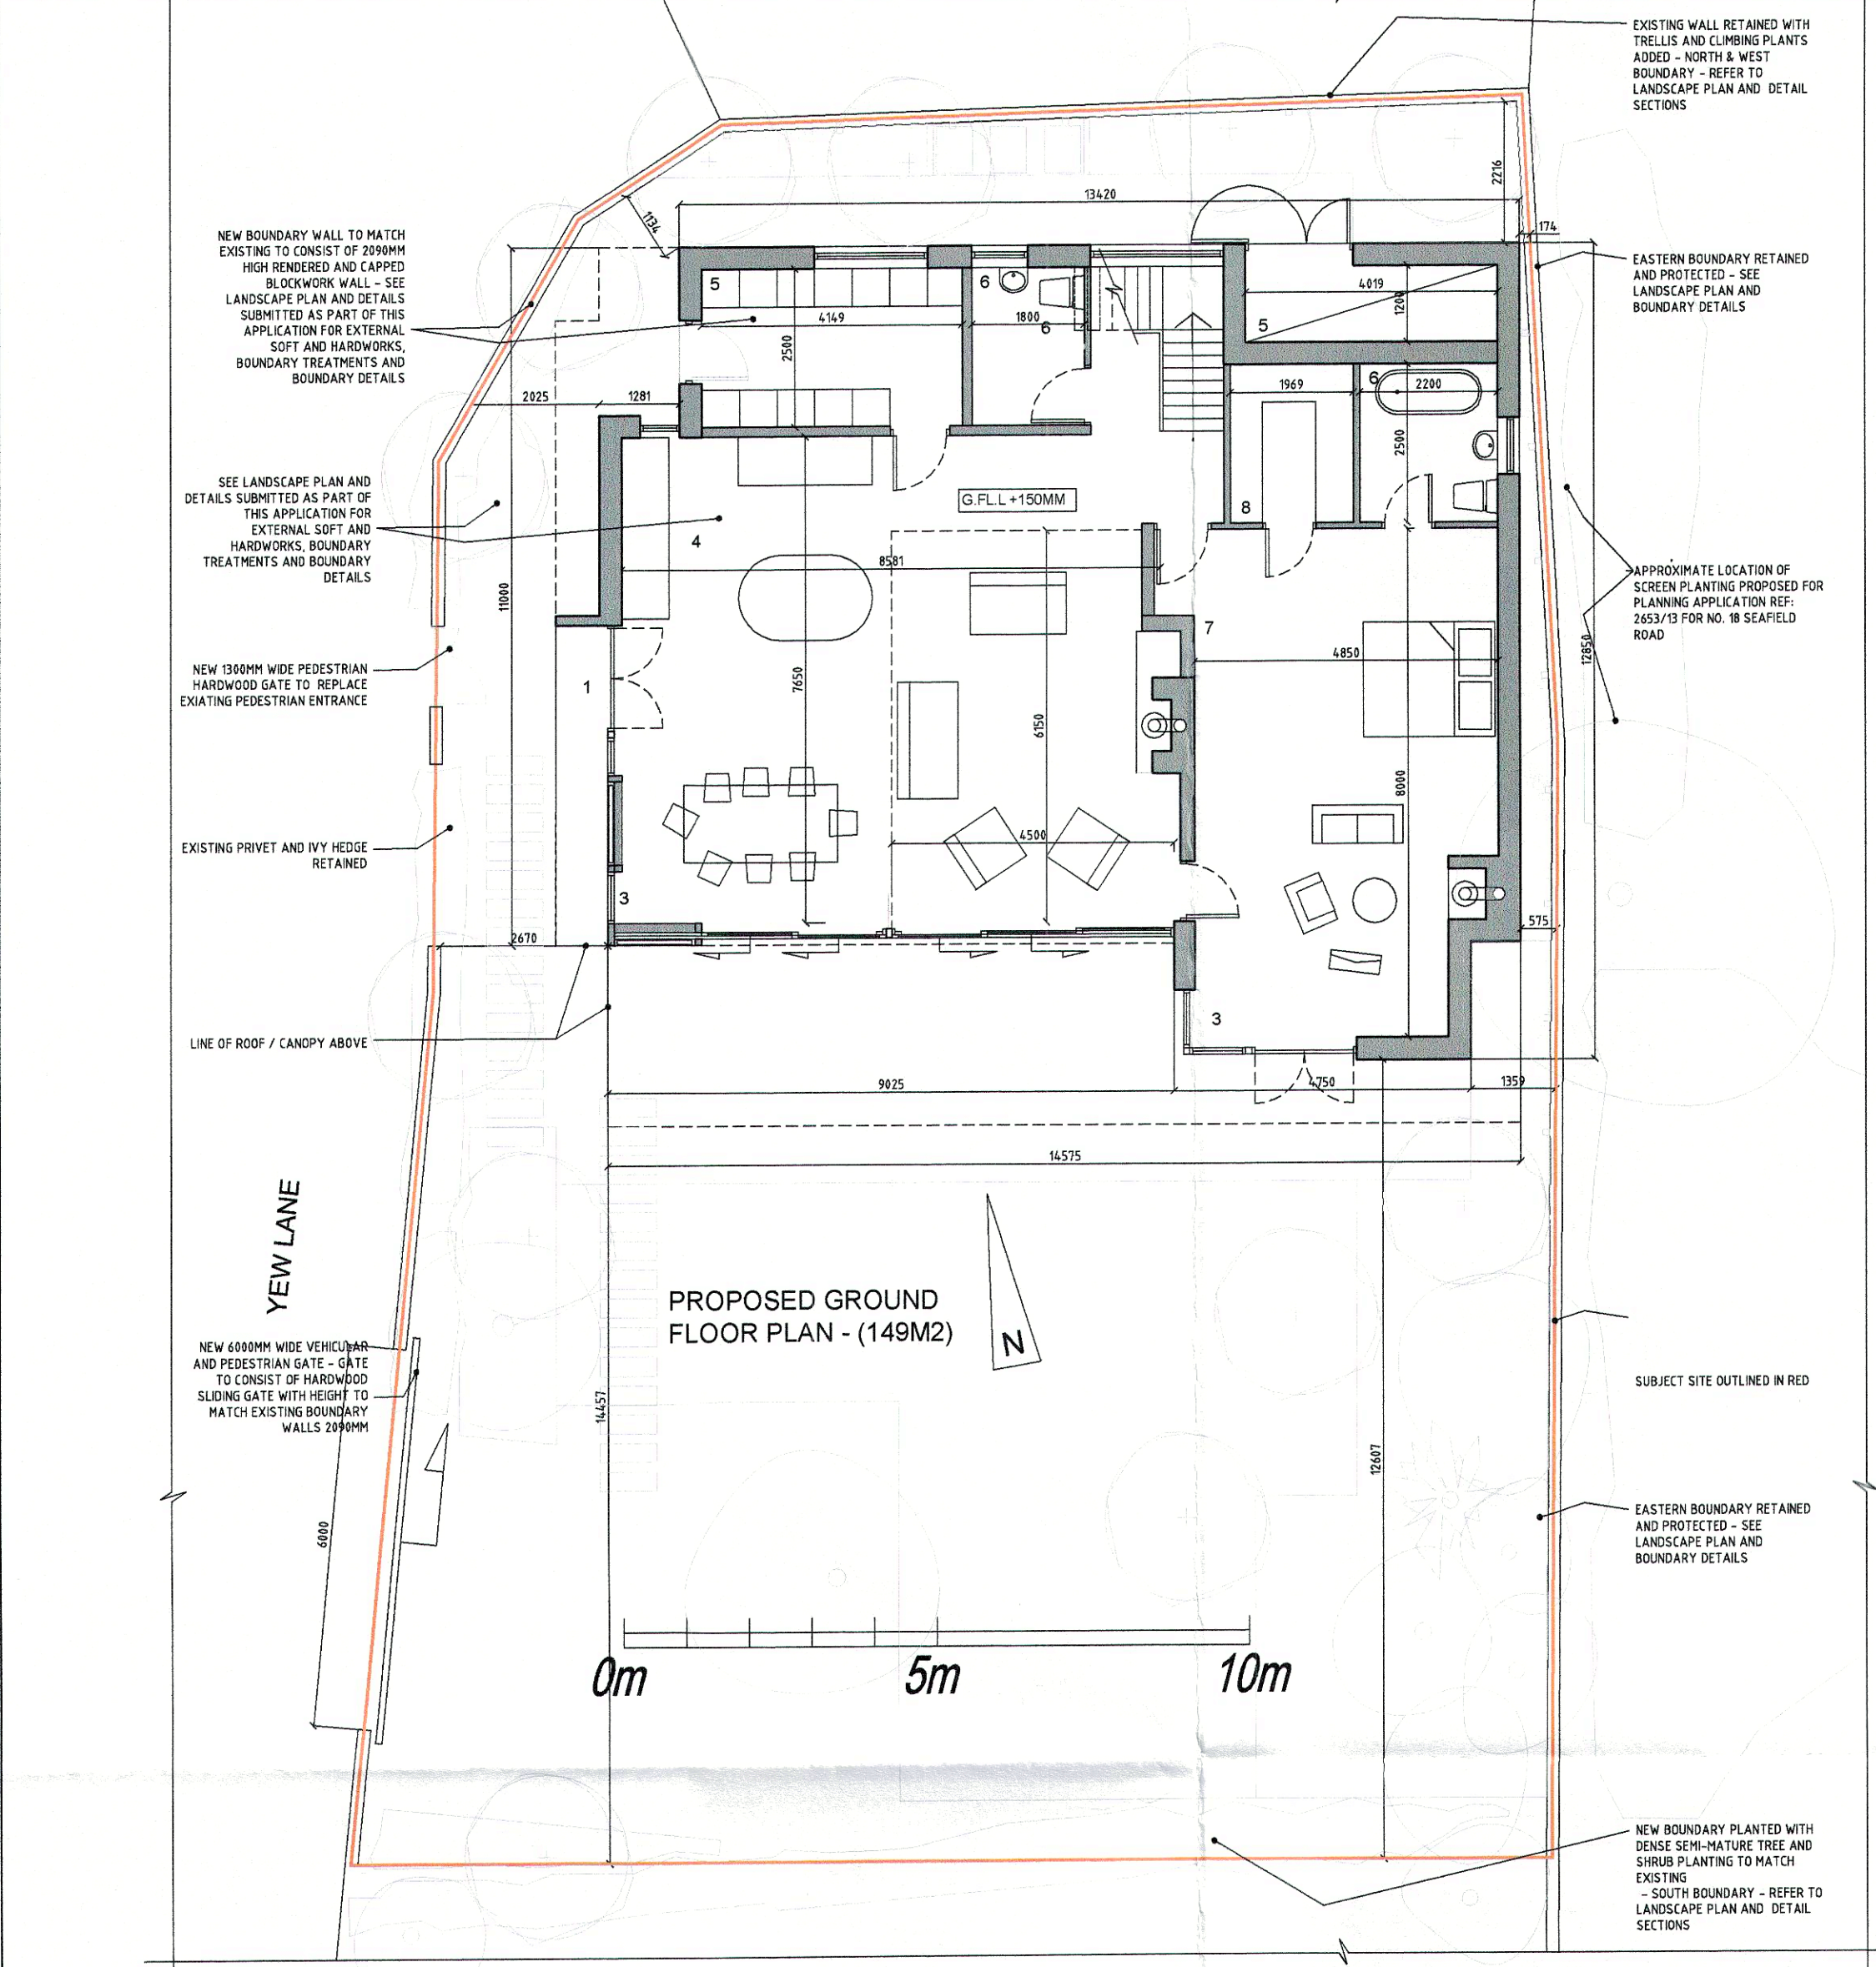 EXISTING WALL RETAINED WITH
TRELLIS AND CLIMBING PLANTS
ADDED - NORTH & WEST
BOUNDARY - REFER TO
LANDSCAPE PLAN AND DETAIL
SECTIONS
2216
13420
1134
174
NEW BOUNDARY WALL TO MATCH
EXISTING TO CONSIST OF 2090MM
HIGH RENDERED AND CAPPED
BLOCKWORK WALL - SEE
LANDSCAPE PLAN AND DETAILS
SUBMITTED AS PART OF THIS
APPLICATION FOR EXTERNAL
SOFT AND HARDWORKS,
BOUNDARY TREATMENTS AND
BOUNDARY DETAILS
EASTERN BOUNDARY RETAINED
AND PROTECTED - SEE
LANDSCAPE PLAN AND
BOUNDARY DETAILS
5
6
4019
1200
4149
1800
6
5
2500
2025
1281
1969
6
2200
2500
SEE LANDSCAPE PLAN AND
DETAILS SUBMITTED AS PART OF
THIS APPLICATION FOR
EXTERNAL SOFT AND
HARDWORKS, BOUNDARY
TREATMENTS AND BOUNDARY
DETAILS
G.FL.L +150MM
8
4
8581
11000
APPROXIMATE LOCATION OF
SCREEN PLANTING PROPOSED FOR
PLANNING APPLICATION REF:
2653/13 FOR NO. 18 SEAFIELD
ROAD
12850
7
4850
NEW 1300MM WIDE PEDESTRIAN
HARDWOOD GATE TO REPLACE
EXIATING PEDESTRIAN ENTRANCE
1
7650
6150
8000
EXISTING PRIVET AND IVY HEDGE
RETAINED
4500
3
575
2670
3
LINE OF ROOF / CANOPY ABOVE
9025
4750
1359
14575
YEW LANE
PROPOSED GROUND
FLOOR PLAN - (149M2)
N
NEW 6000MM WIDE VEHICULAR
AND PEDESTRIAN GATE - GATE
TO CONSIST OF HARDWOOD
SLIDING GATE WITH HEIGHT TO
MATCH EXISTING BOUNDARY
WALLS 2090MM
SUBJECT SITE OUTLINED IN RED
14457
12607
6000
EASTERN BOUNDARY RETAINED
AND PROTECTED - SEE
LANDSCAPE PLAN AND
BOUNDARY DETAILS
0m 5m 10m
NEW BOUNDARY PLANTED WITH
DENSE SEMI-MATURE TREE AND
SHRUB PLANTING TO MATCH
EXISTING
- SOUTH BOUNDARY - REFER TO
LANDSCAPE PLAN AND DETAIL
SECTIONS